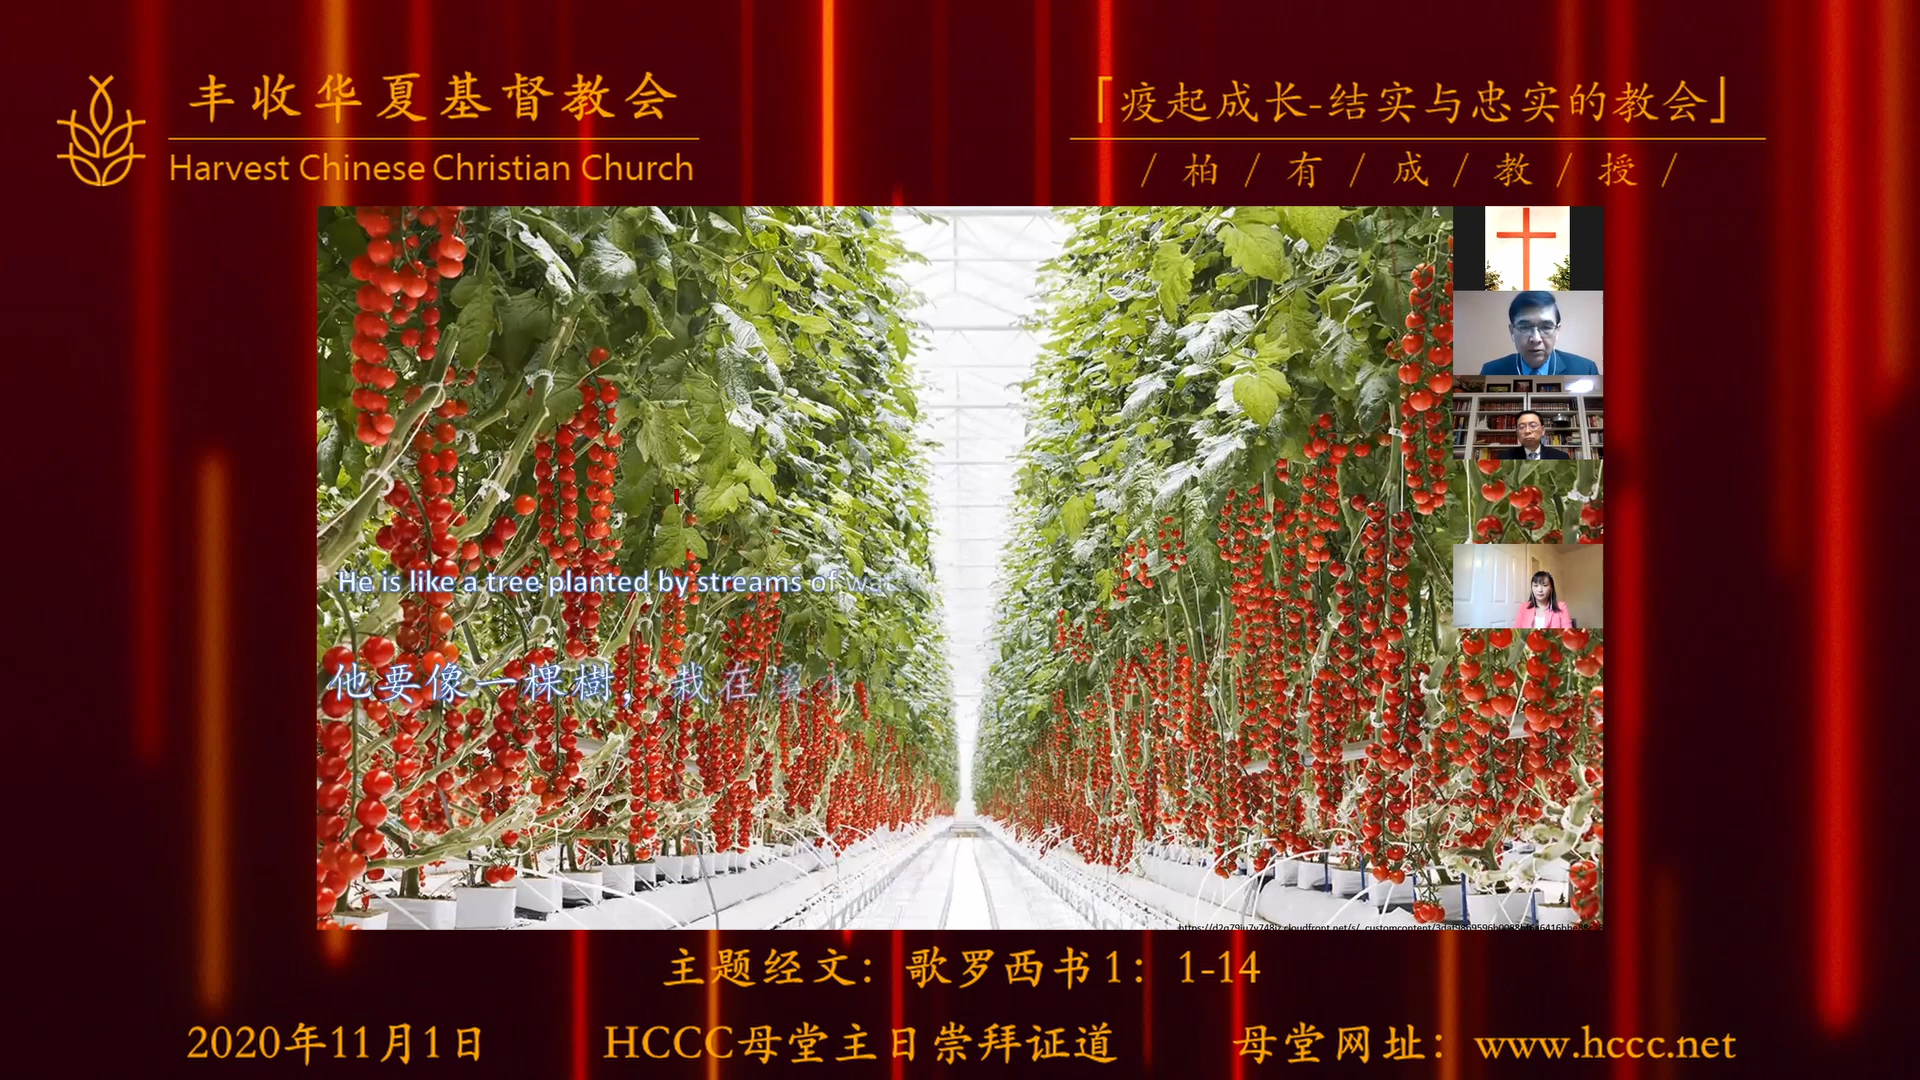 丰收华夏基督教会
Harvest Chinese Christian Church
「疫起成长-结实与忠实的教会」
/ 柏 / 有 / 成 / 教 / 授 /
He is like a tree planted by streams of wat
他要像一棵樹，栽在溪水
主题经文：歌罗西书1：1-14
2020年11月1日
HCCC母堂主日崇拜证道
母堂网址：www.hccc.net